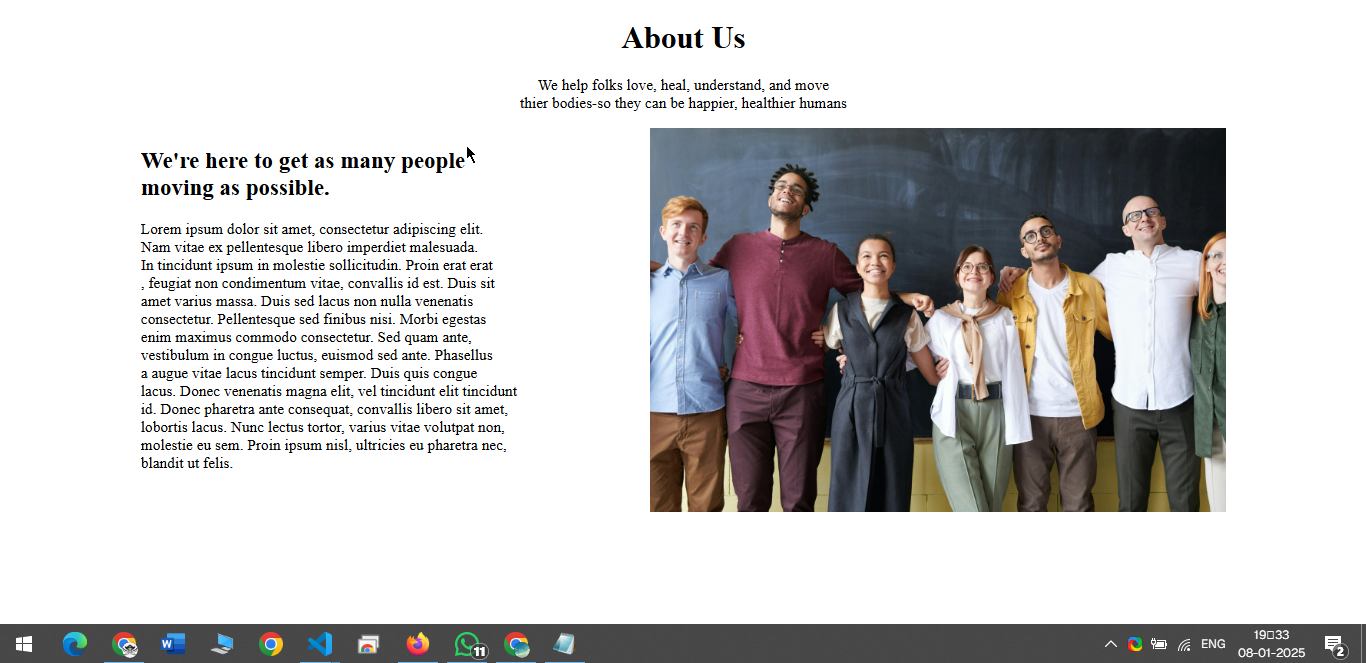 About Us
We help folks love, heal, understand, and move
thier bodies-so they can be happier, healthier humans
We're here to get as many people
moving as possible.
Lorem ipsum dolor sit amet, consectetur adipiscing elit.
Nam vitae ex pellentesque libero imperdiet malesuada.
In tincidunt ipsum in molestie sollicitudin. Proin erat erat
, feugiat non condimentum vitae, convallis id est. Duis sit
amet varius massa. Duis sed lacus non nulla venenatis
consectetur. Pellentesque sed finibus nisi. Morbi egestas
enim maximus commodo consectetur. Sed quam ante,
vestibulum in congue luctus, euismod sed ante. Phasellus
a augue vitae lacus tincidunt semper. Duis quis congue
lacus. Donec venenatis magna elit, vel tincidunt elit tincidunt
id. Donec pharetra ante consequat, convallis libero sit amet,
lobortis lacus. Nunc lectus tortor, varius vitae volutpat non,
molestie eu sem. Proin ipsum nisl, ultricies eu pharetra nec,
blandit ut felis.
W
11
ENG
19▯33
08-01-2025
2